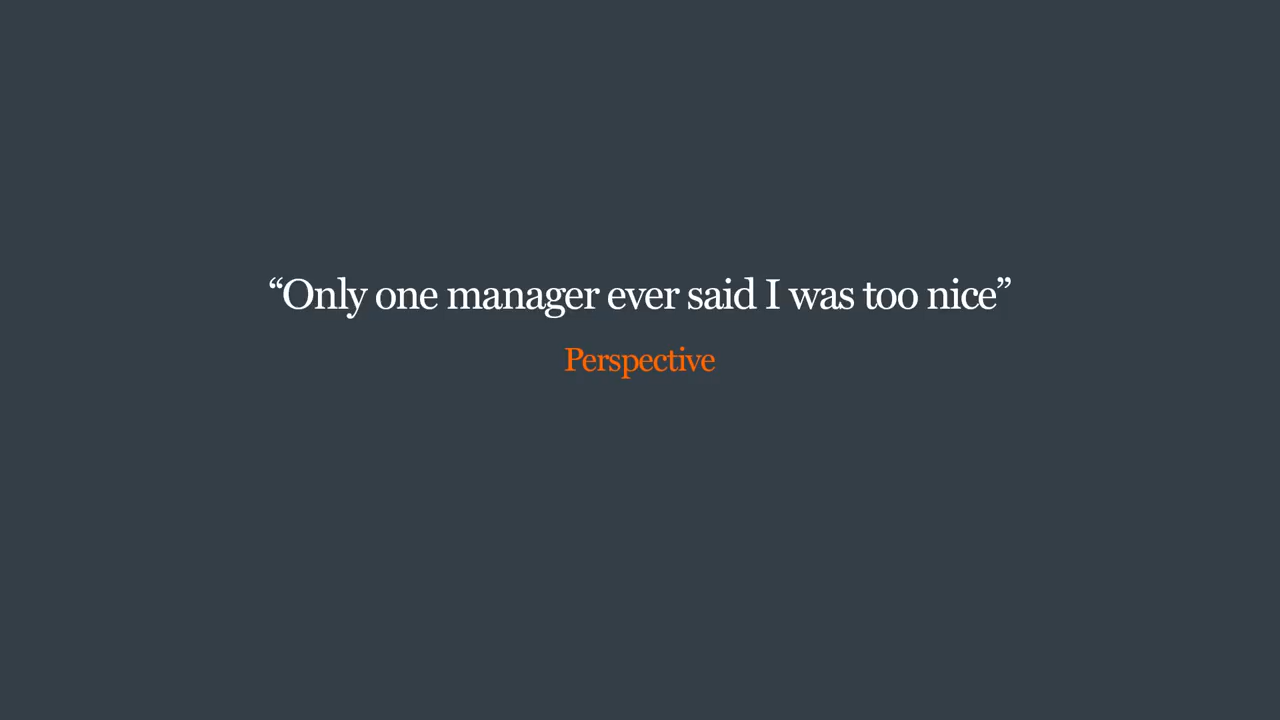 “Only one manager ever said I was too nice”
Perspective